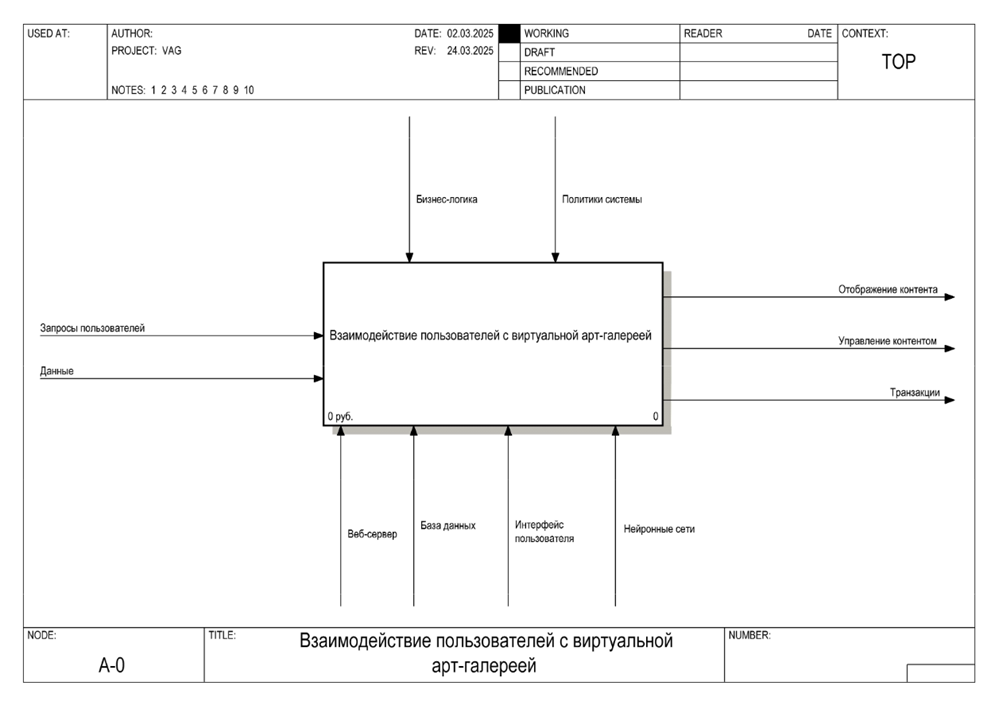 USED AT:
AUTHOR:
DATE: 02.03.2025
WORKING
READER
DATE
CONTEXT:
PROJECT: VAG
REV: 24.03.2025
DRAFT
TOP
RECOMMENDED
NOTES: 1 2 3 4 5 6 7 8 9 10
PUBLICATION
Бизнес-логика
Политики системы
Отображение контента
Запросы пользователей
Взаимодействие пользователей с виртуальной арт-галереей
Управление контентом
Данные
Транзакции
0 руб.
0
Веб-сервер
База данных
Интерфейс
пользователя
Нейронные сети
NODE:
TITLE:
Взаимодействие пользователей с виртуальной
арт-галереей
NUMBER:
A-0